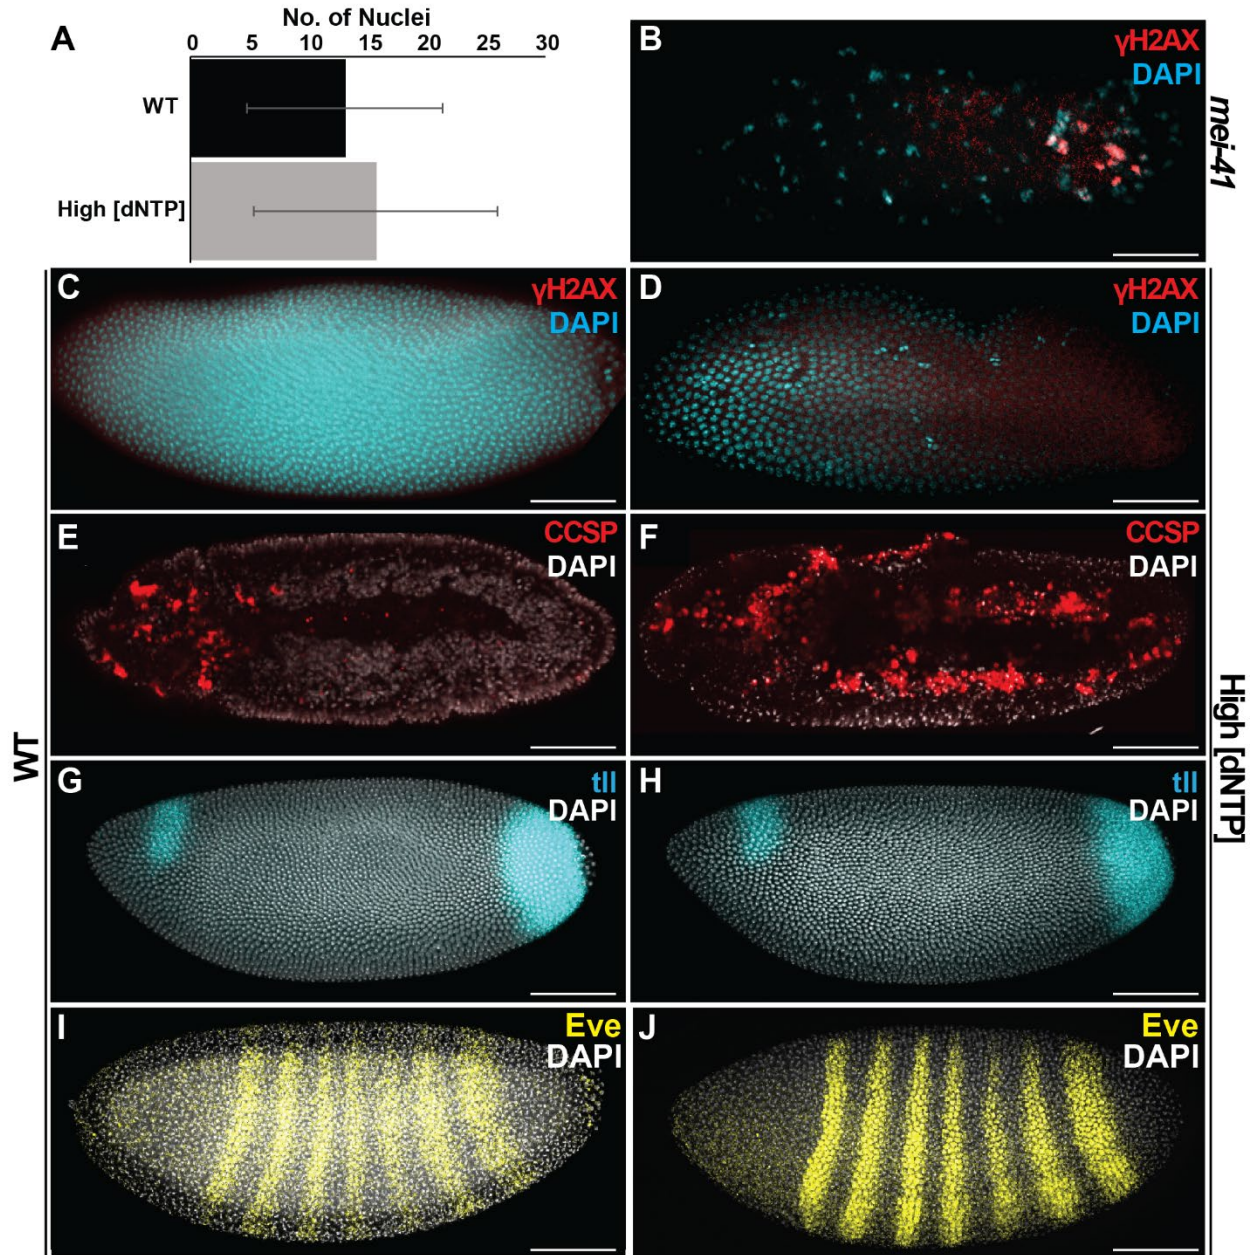 No. of Nuclei
A
0 5 10 15 20 25 30
WT
High [dNTP]
B
γH2AX
DAPI
mei-41
C
γH2AX
DAPI
D
γH2AX
DAPI
E
CCSP
DAPI
F
CCSP
DAPI
G
tll
DAPI
H
tll
DAPI
I
Eve
DAPI
J
Eve
DAPI
WT
High [dNTP]